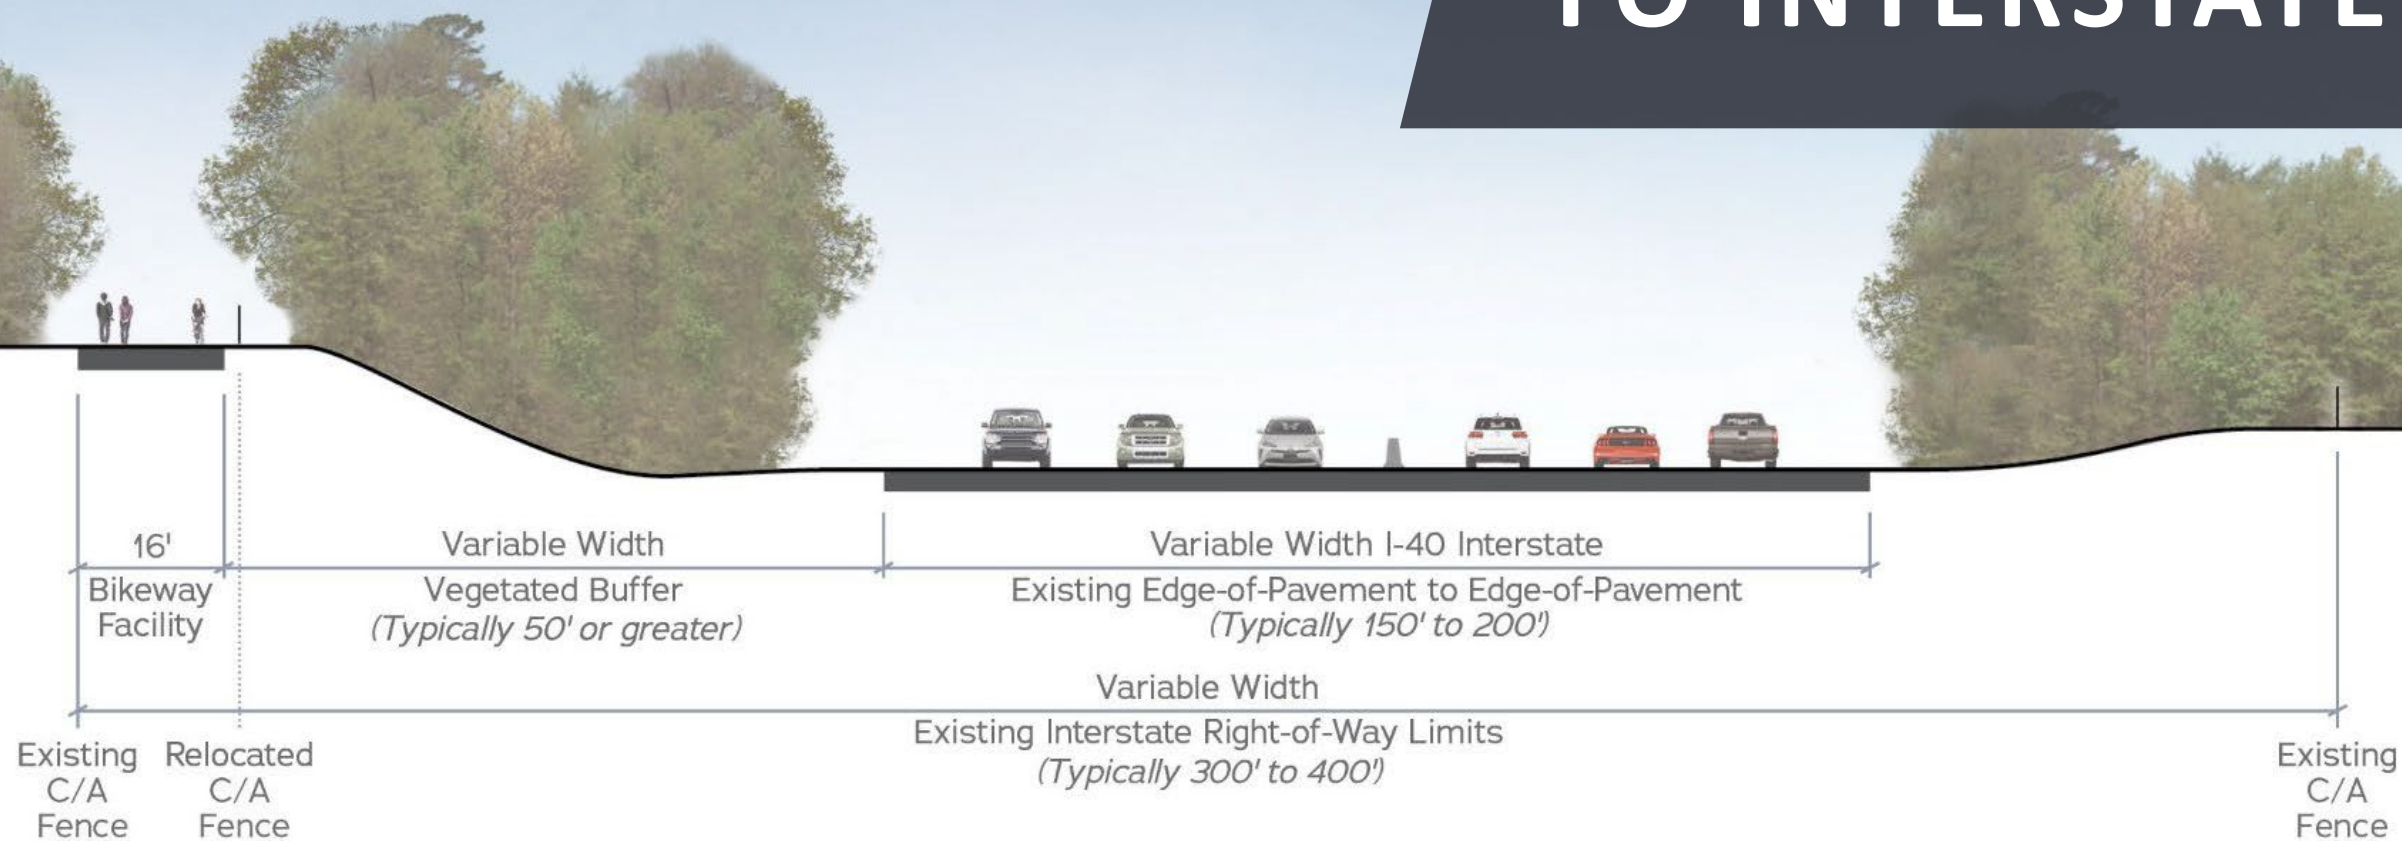 TO INTERSTATE
16'
Bikeway
Facility
Variable Width
Vegetated Buffer
(Typically 50' or greater)
Variable Width I-40 Interstate
Existing Edge-of-Pavement to Edge-of-Pavement
(Typically 150' to 200')
Variable Width
Existing Interstate Right-of-Way Limits
(Typically 300' to 400')
Existing
C/A
Fence
Relocated
C/A
Fence
Existing
C/A
Fence